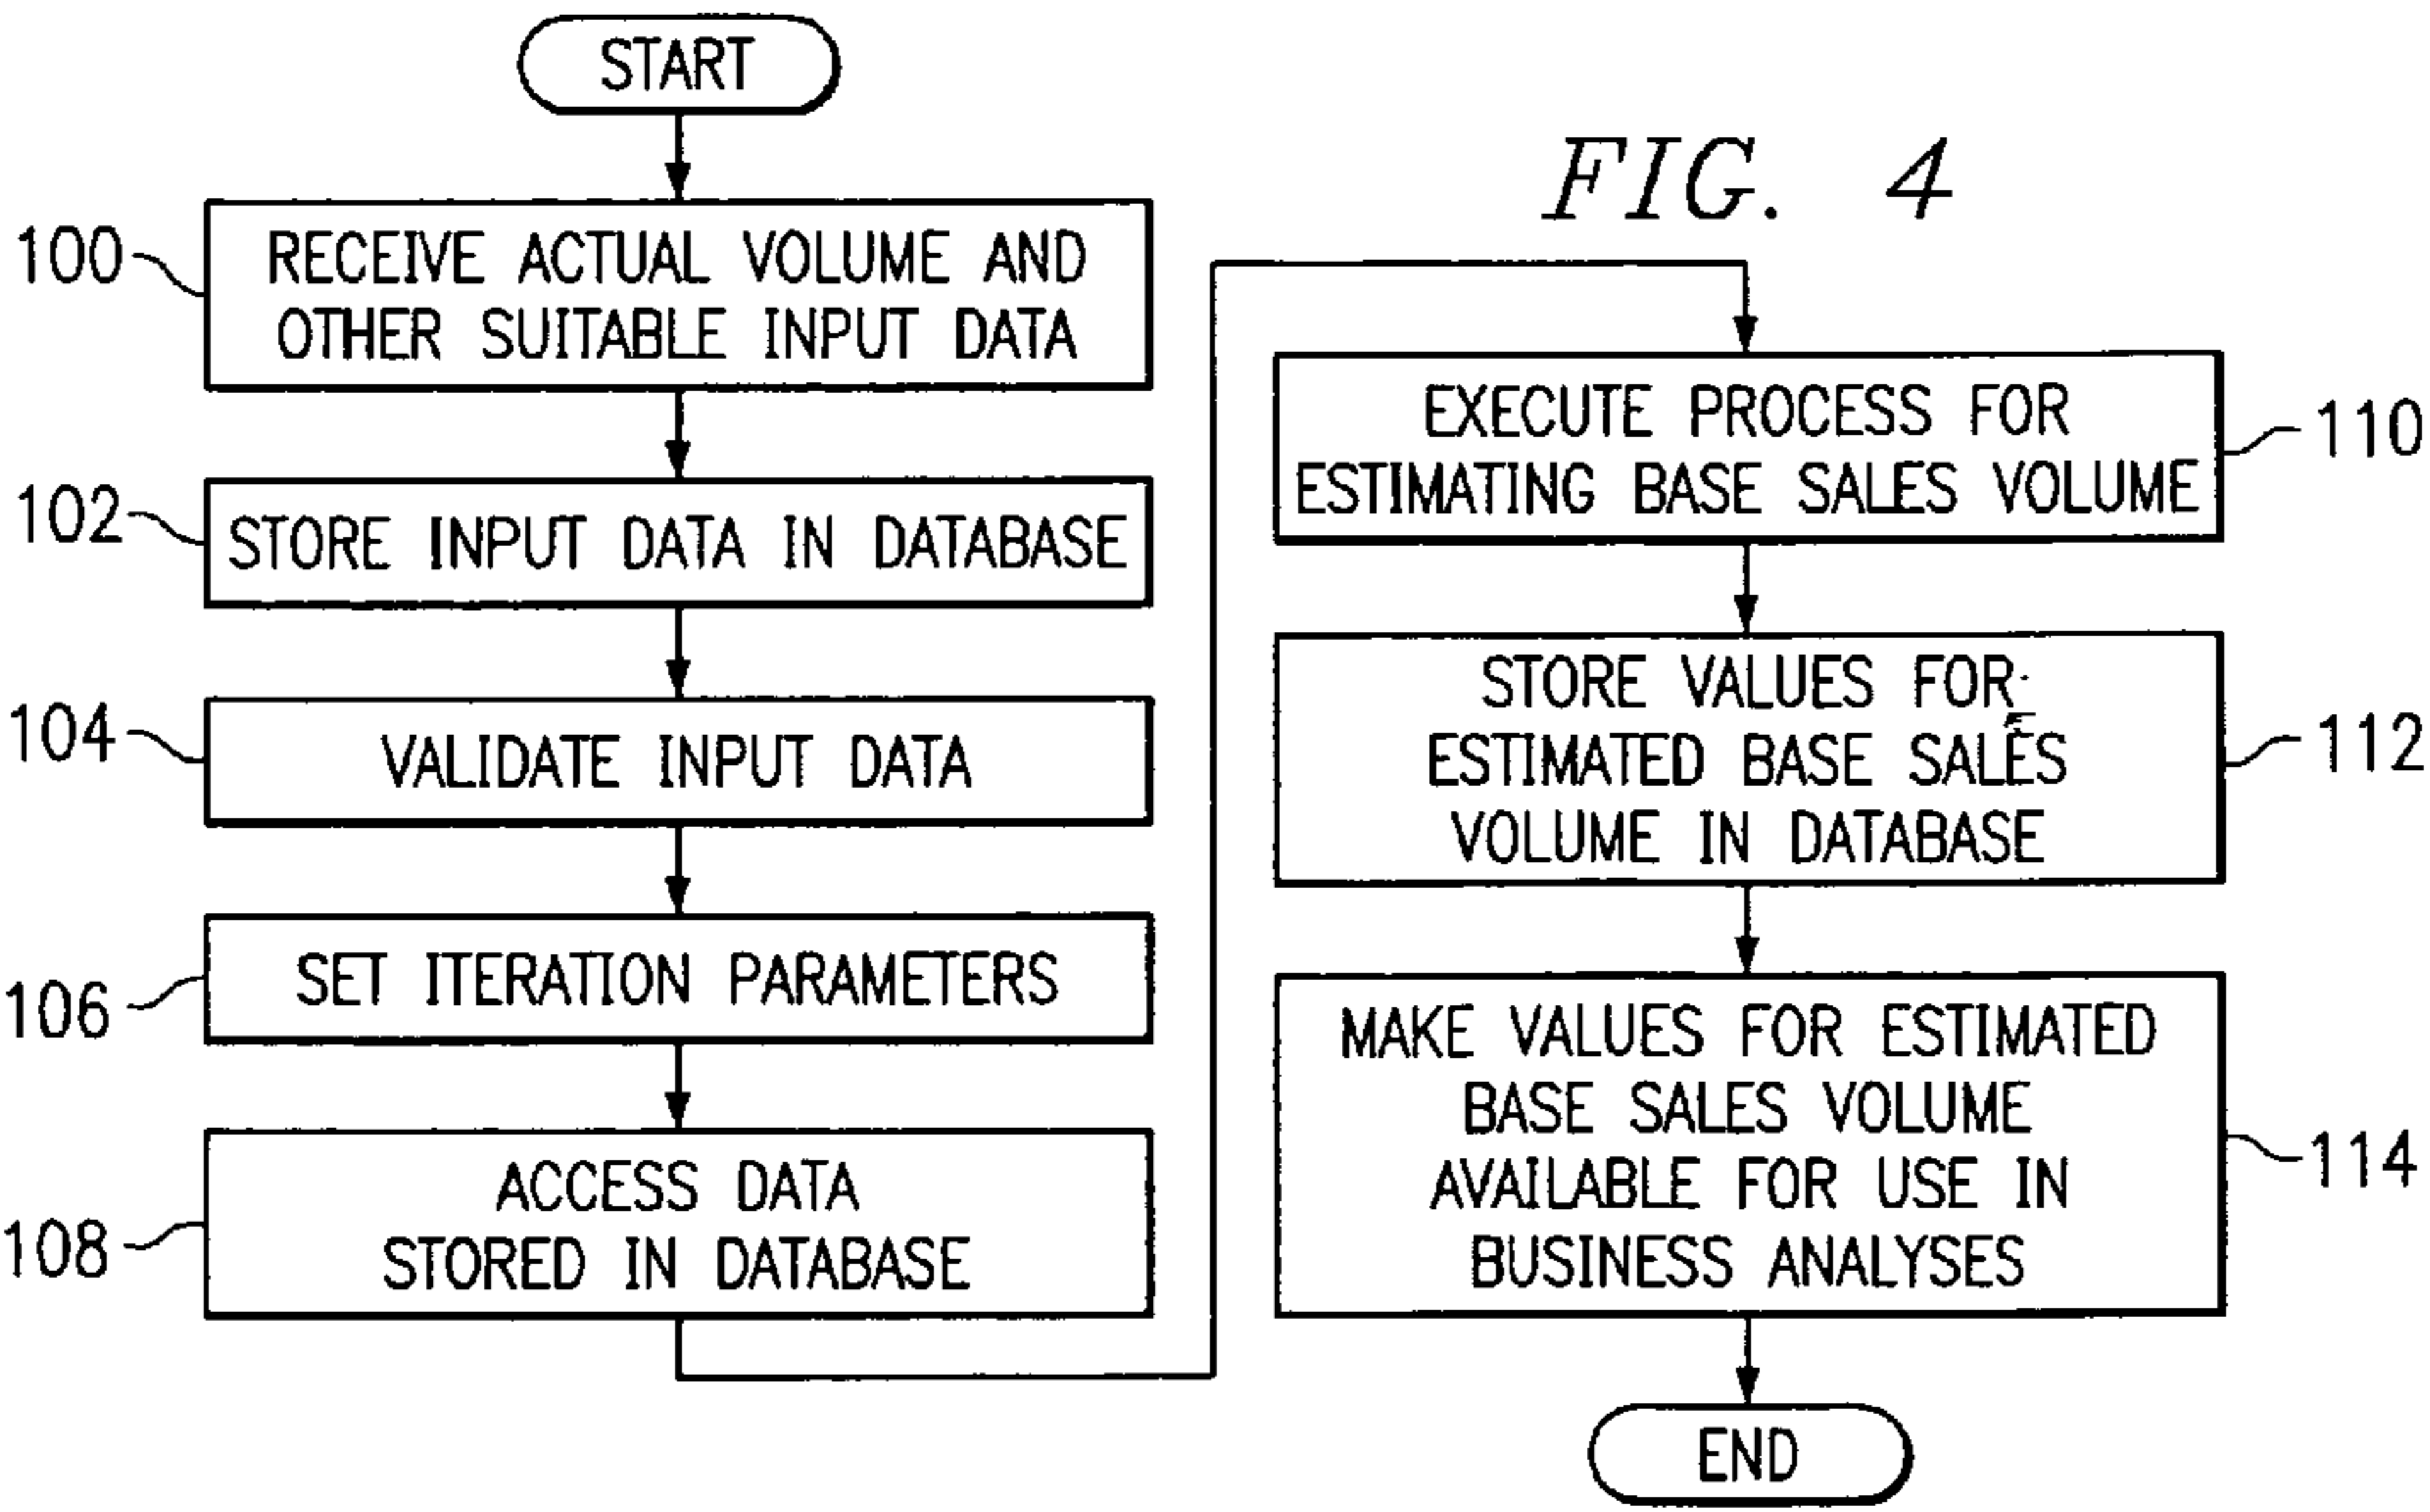 START
FIG. 4
100
RECEIVE ACTUAL VOLUME AND
OTHER SUITABLE INPUT DATA
102
STORE INPUT DATA IN DATABASE
104
VALIDATE INPUT DATA
106
SET ITERATION PARAMETERS
108
ACCESS DATA
STORED IN DATABASE
EXECUTE PROCESS FOR
ESTIMATING BASE SALES VOLUME
110
STORE VALUES FOR
ESTIMATED BASE SALES
VOLUME IN DATABASE
112
MAKE VALUES FOR ESTIMATED
BASE SALES VOLUME
AVAILABLE FOR USE IN
BUSINESS ANALYSES
114
END